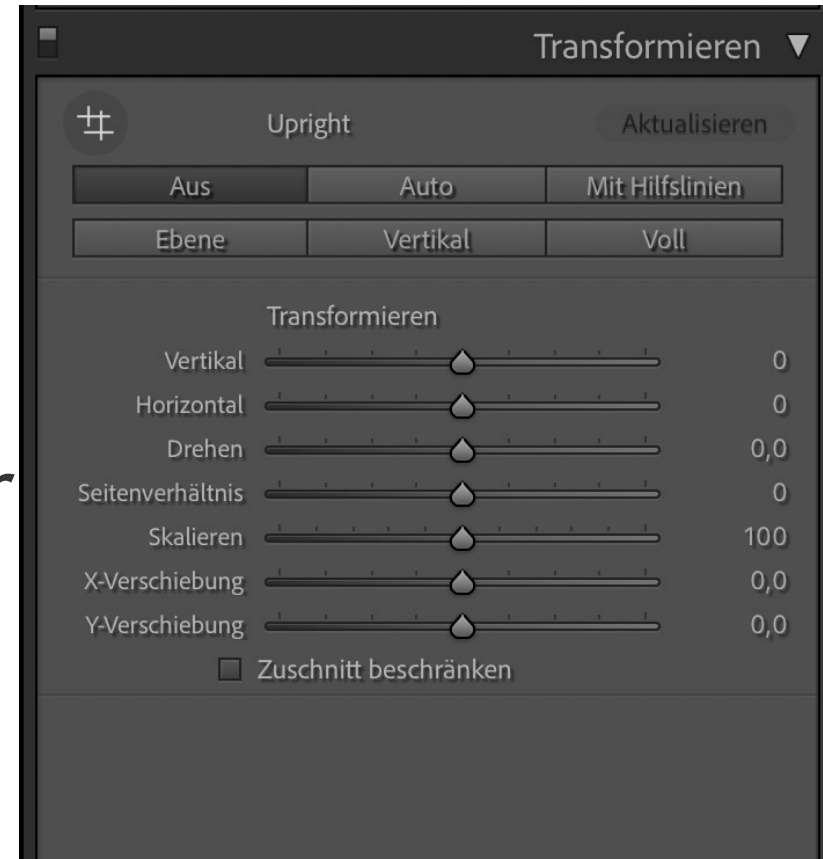 Transformieren
Upright Aktualisieren
Aus Auto Mit Hilfslinien
Ebene Vertikal Voll
Transformieren
Vertikal 0
Horizontal 0
Drehen 0,0
Seitenverhältnis 0
Skalieren 100
X-Verschiebung 0,0
Y-Verschiebung 0,0
Zuschnitt beschränken